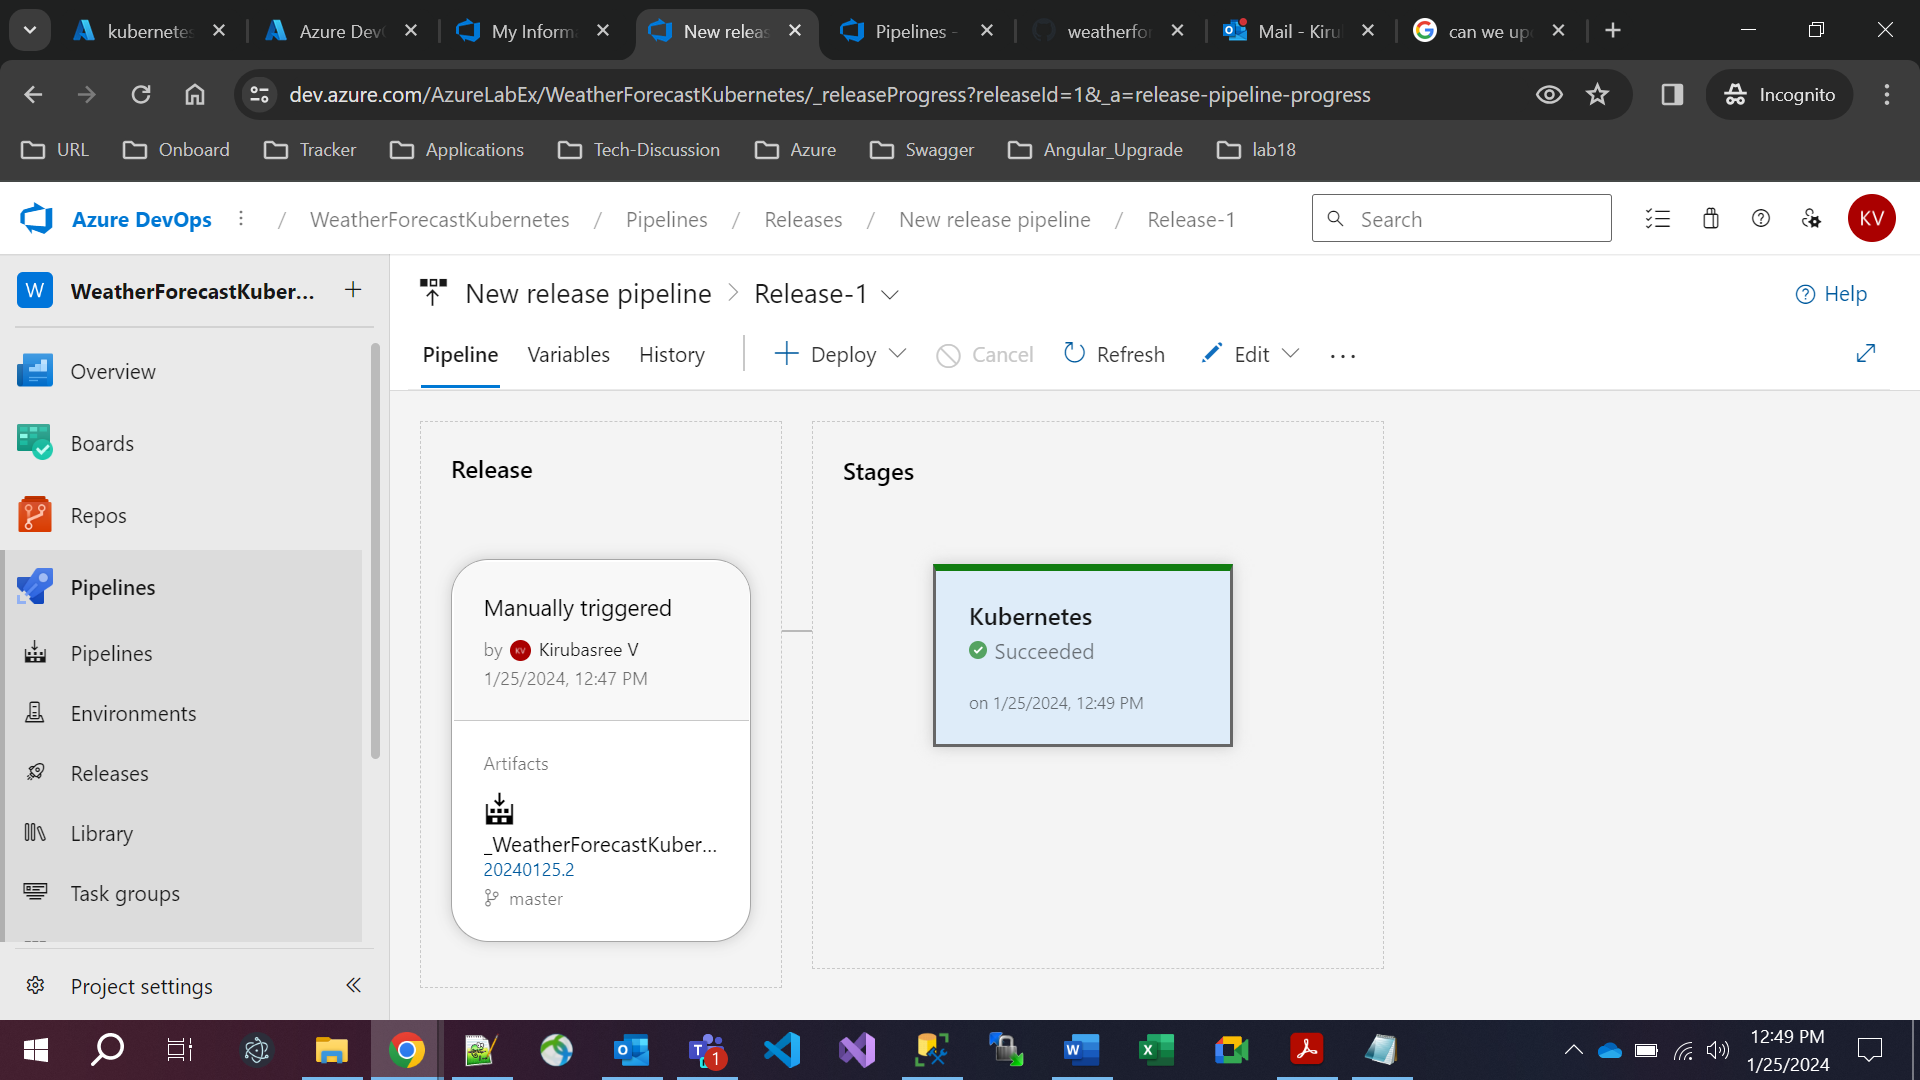 kubernetes
Azure Dev
My Inform
New releas
Pipelines -
weatherfo
Mail - Kiru
can we up
dev.azure.com/AzureLabEx/WeatherForecastKubernetes/_releaseProgress?releaseId=1&_a=release-pipeline-progress
Incognito
URL
Onboard
Tracker
Applications
Tech-Discussion
Azure
Swagger
Angular_Upgrade
lab18
Azure DevOps / WeatherForecastKubernetes / Pipelines / Releases / New release pipeline / Release-1
Search
KV
W
WeatherForecastKuber...
Overview
Boards
Repos
Pipelines
Pipelines
Environments
Releases
Library
Task groups
Project settings
New release pipeline > Release-1
Help
Pipeline
Variables
History
Deploy
Cancel
Refresh
Edit
Release
Manually triggered
by KV Kirubasree V
1/25/2024, 12:47 PM
Artifacts
_WeatherForecastKuber...
20240125.2
master
Stages
Kubernetes
Succeeded
on 1/25/2024, 12:49 PM
1
12:49 PM
1/25/2024